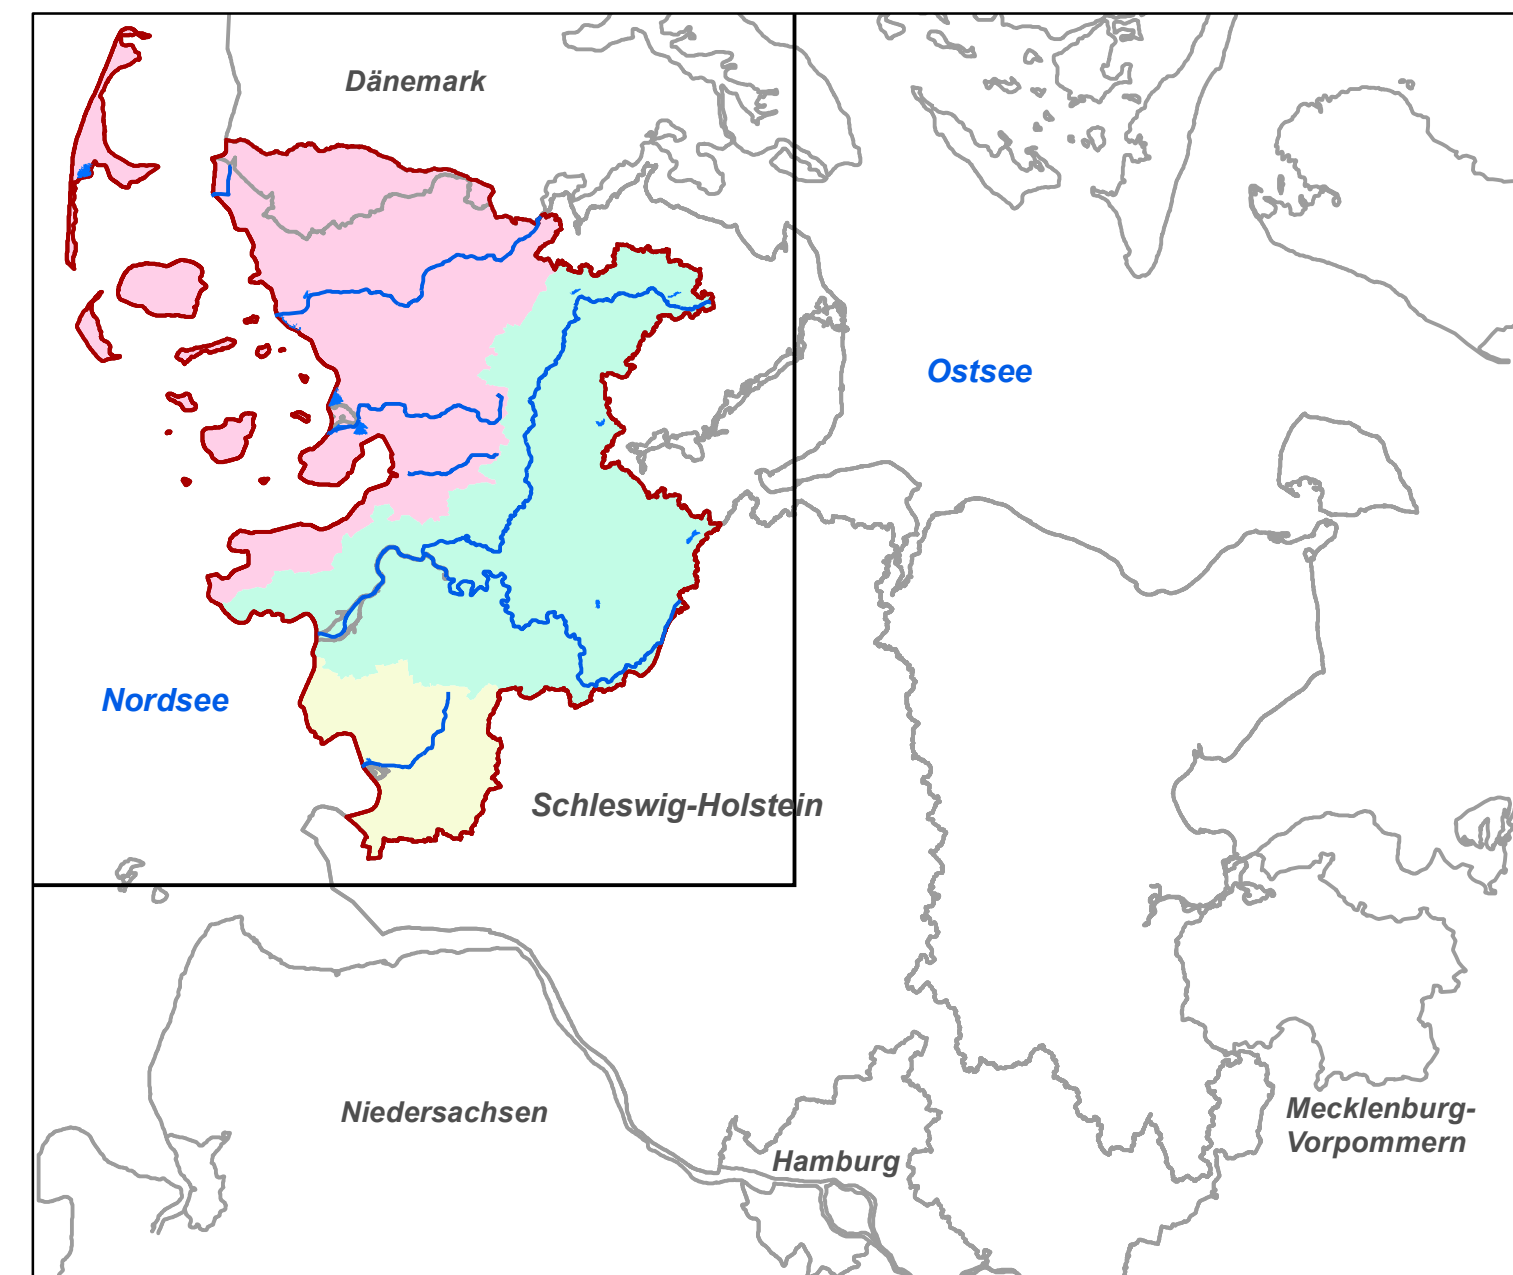 Dänemark
Ostsee
Nordsee
Schleswig-Holstein
Niedersachsen
Mecklenburg-
Vorpommern
Hamburg